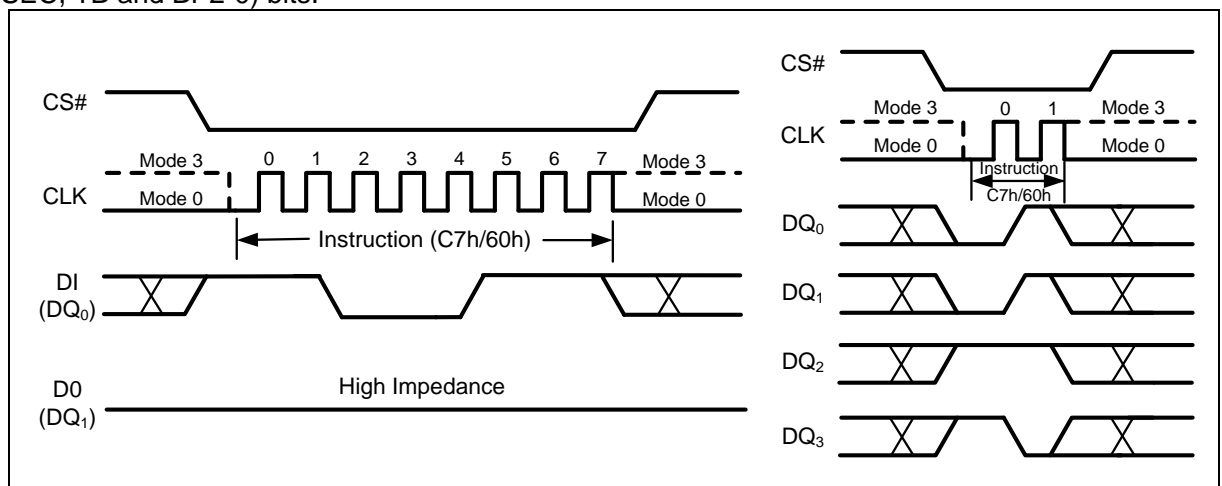 CS#
Mode 3 0 1 2 3 4 5 6 7 Mode 3
CLK Mode 0 Mode 0
Instruction (C7h/60h)
DI
(DQ0)
D0
(DQ1)
High Impedance
CS#
Mode 3 0 1 Mode 3
CLK Mode 0 Mode 0
Instruction
C7h/60h
DQ0
DQ1
DQ2
DQ3